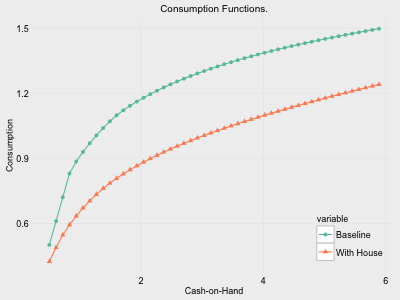 Consumption Functions.
1.5
1.2
0.9
0.6
Consumption
2
4
6
Cash-on-Hand
variable
Baseline
With House